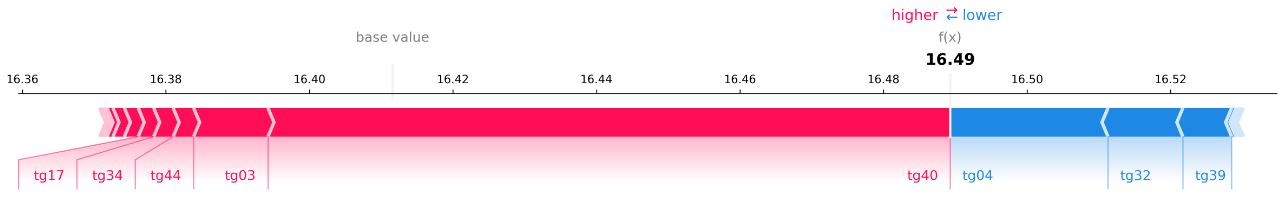 higher ⇄ lower
base value
f(x)
16.49
16.36 16.38 16.40 16.42 16.44 16.46 16.48 16.50 16.52
tg17 tg34 tg44 tg03 tg40 tg04 tg32 tg39